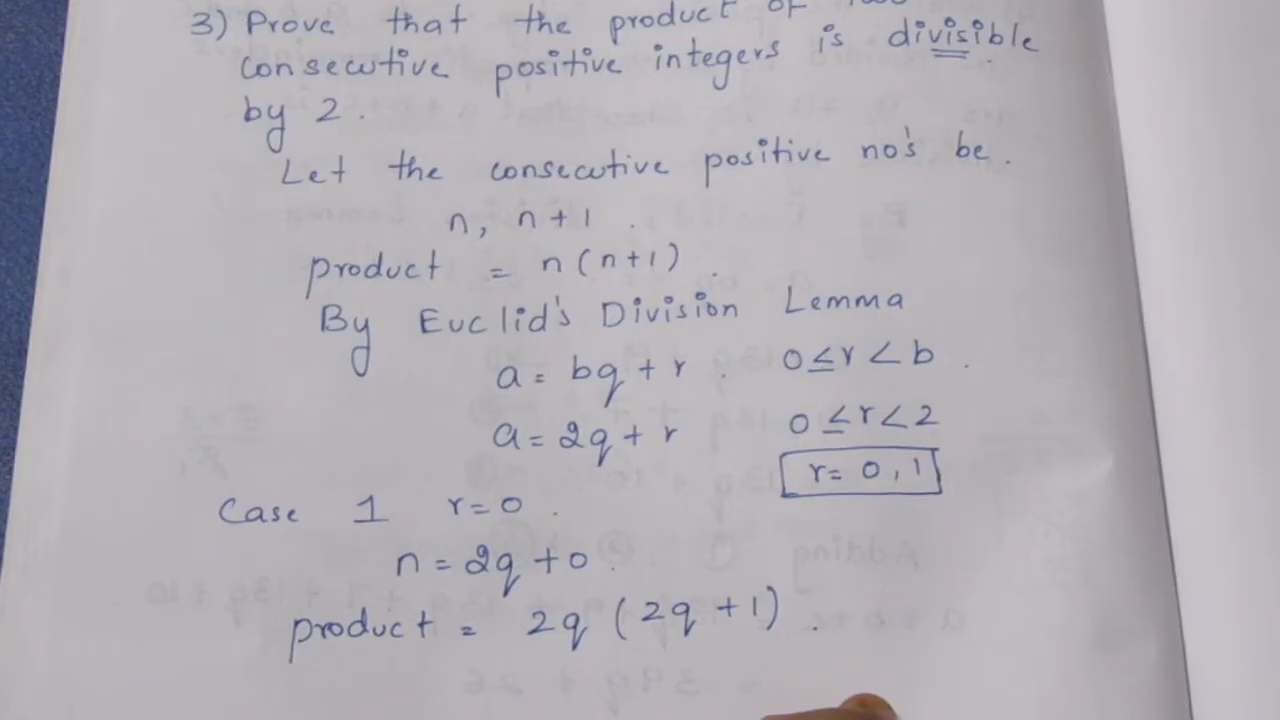 3) Prove that the product of
consecutive positive integers is divisible
by 2.
Let the consecutive positive no's be.
n, n+1.
product = n(n+1).
By Euclid's Division Lemma
a = bq + r. 0≤r<b.
a = 2q + r 0≤r<2
r = 0, 1
Case 1 r=0.
n = 2q + 0.
product = 2q (2q + 1).